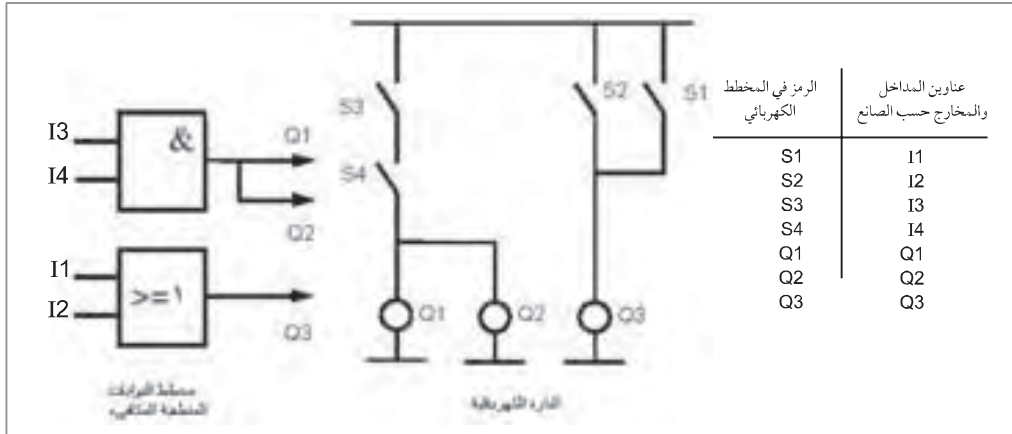 I3
I4
&
Q1
Q2
I1
I2
>=١
Q3
مخطط البوابات
المنطقية المكافيء
S3
S4
S2
S1
Q1
Q2
Q3
الدارة الكهربائية
عناوين المداخل
والمخارج حسب الصانع
الرمز في المخطط
الكهربائي
S1 I1
S2 I2
S3 I3
S4 I4
Q1 Q1
Q2 Q2
Q3 Q3